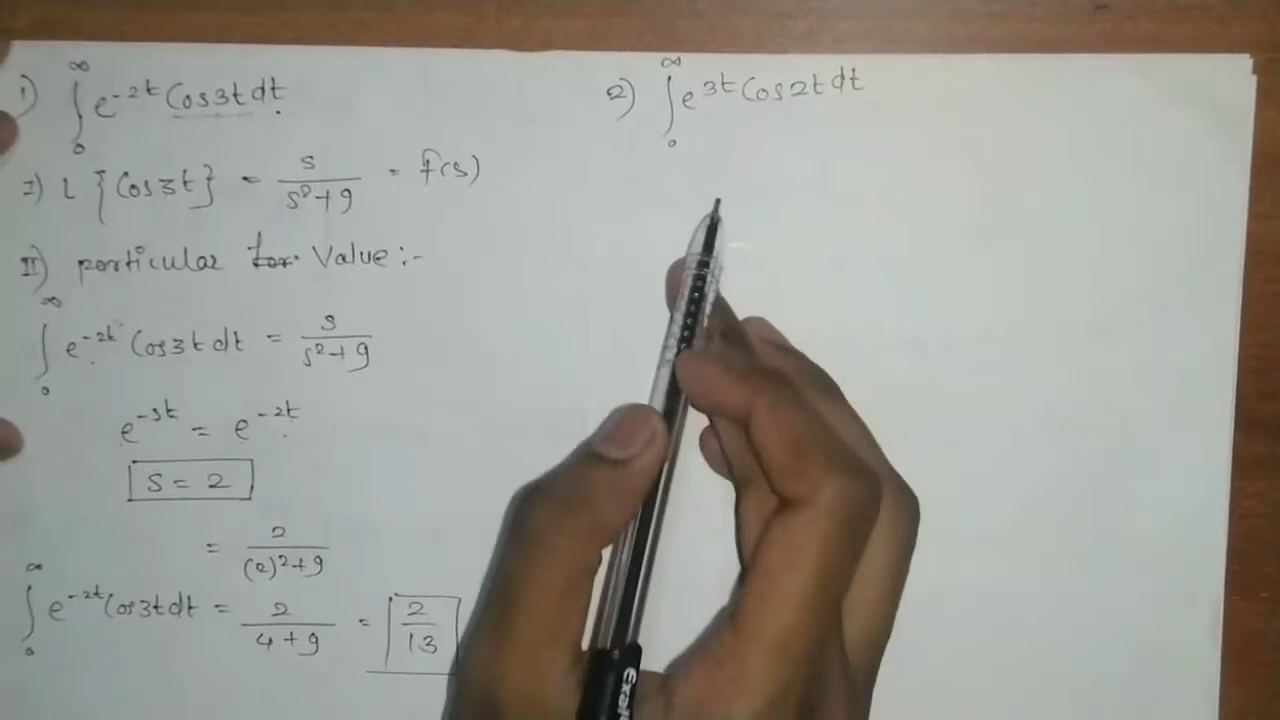 1) ∫₀^∞ e^-2t Cos3t dt.
I) L {Cos3t} = s/(s²+9) = f(s)
II) particular for Value :-
∫₀^∞ e^-2t Cos3t dt = s/(s²+9)
e^-st = e^-2t
s = 2
= 2/((2)²+9)
∫₀^∞ e^-2t Cos3t dt = 2/(4+9) = 2/13
2) ∫₀^∞ e^3t Cos2t dt